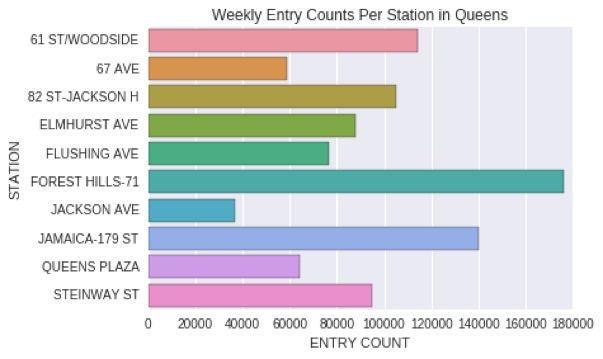 Weekly Entry Counts Per Station in Queens
STATION
61 ST/WOODSIDE
67 AVE
82 ST-JACKSON H
ELMHURST AVE
FLUSHING AVE
FOREST HILLS-71
JACKSON AVE
JAMAICA-179 ST
QUEENS PLAZA
STEINWAY ST
0 20000 40000 60000 80000 100000 120000 140000 160000 180000
ENTRY COUNT